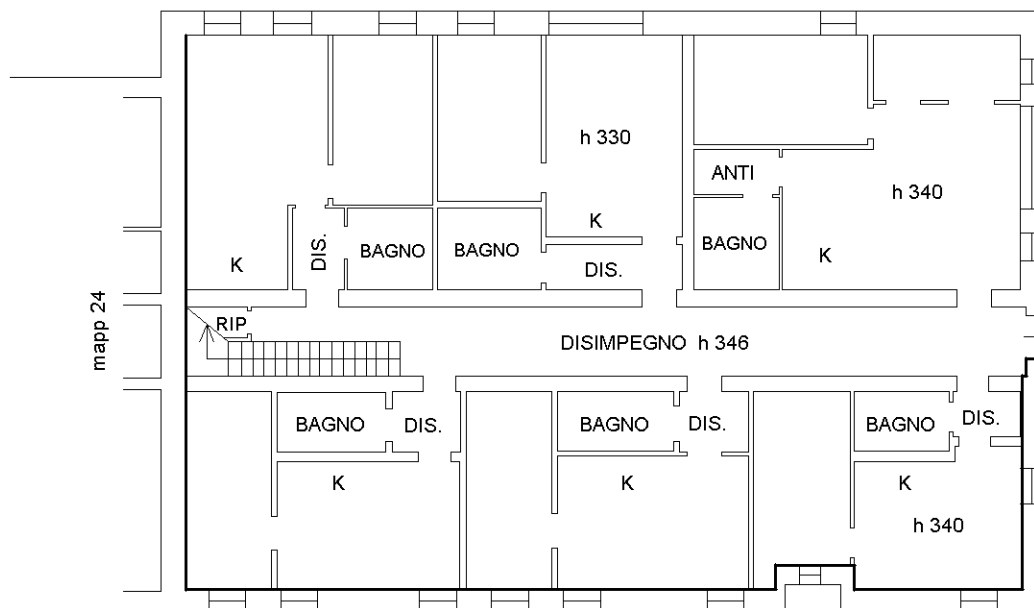 h 330
ANTI
h 340
K
DIS.
BAGNO
BAGNO
K
DIS.
BAGNO
K
mapp 24
RIP
DISIMPEGNO h 346
BAGNO
DIS.
BAGNO
DIS.
BAGNO
DIS.
K
K
K
h 340